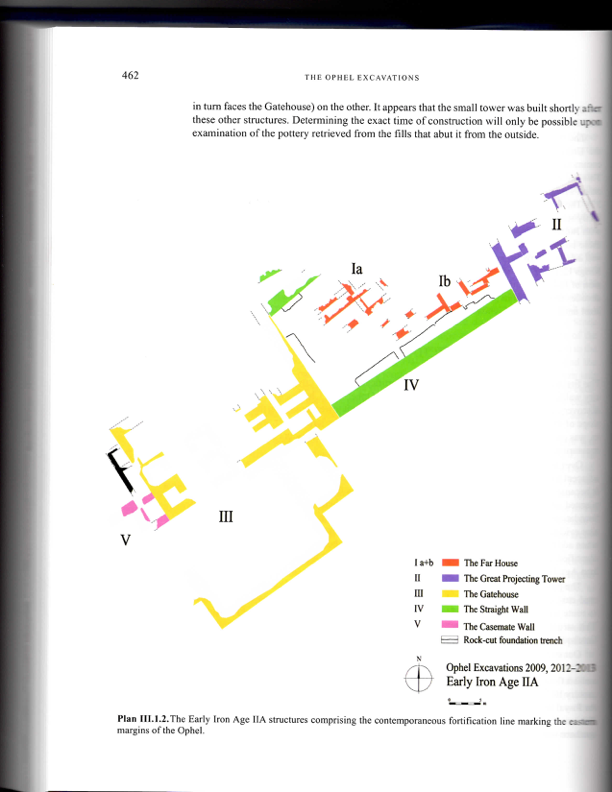 462
THE OPHEL EXCAVATIONS
in turn faces the Gatehouse) on the other. It appears that the small tower was built shortly after
these other structures. Determining the exact time of construction will only be possible upon
examination of the pottery retrieved from the fills that abut it from the outside.
II
Ia
Ib
IV
III
V
I a+b The Far House
II The Great Projecting Tower
III The Gatehouse
IV The Straight Wall
V The Casemate Wall
Rock-cut foundation trench
N
Ophel Excavations 2009, 2012–2013
Early Iron Age IIA
Plan III.1.2. The Early Iron Age IIA structures comprising the contemporaneous fortification line marking the eastern
margins of the Ophel.